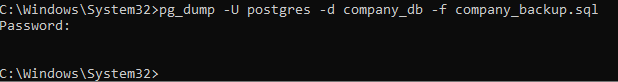 C:\Windows\System32>pg_dump -U postgres -d company_db -f company_backup.sql
Password:
C:\Windows\System32>